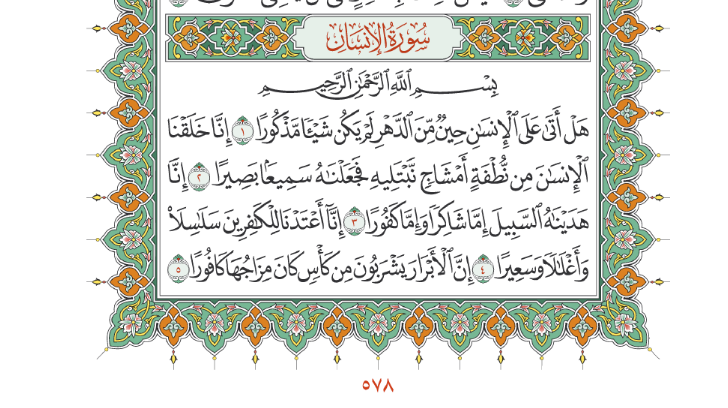 سُورَةُ الإِنسَانِ
بِسْمِ ٱللَّهِ ٱلرَّحْمَٰنِ ٱلرَّحِيمِ
هَلْ أَتَىٰ عَلَى ٱلْإِنسَٰنِ حِينٌ مِّنَ ٱلدَّهْرِ لَمْ يَكُن شَيْـًٔا مَّذْكُورًا ١ إِنَّا خَلَقْنَا
ٱلْإِنسَٰنَ مِن نُّطْفَةٍ أَمْشَاجٍ نَّبْتَلِيهِ فَجَعَلْنَٰهُ سَمِيعًۢا بَصِيرًا ٢ إِنَّا
هَدَيْنَٰهُ ٱلسَّبِيلَ إِمَّا شَاكِرًا وَإِمَّا كَفُورًا ٣ إِنَّآ أَعْتَدْنَا لِلْكَٰفِرِينَ سَلَٰسِلَا۟
وَأَغْلَٰلًا وَسَعِيرًا ٤ إِنَّ ٱلْأَبْرَارَ يَشْرَبُونَ مِن كَأْسٍ كَانَ مِزَاجُهَا كَافُورًا ٥
٥٧٨